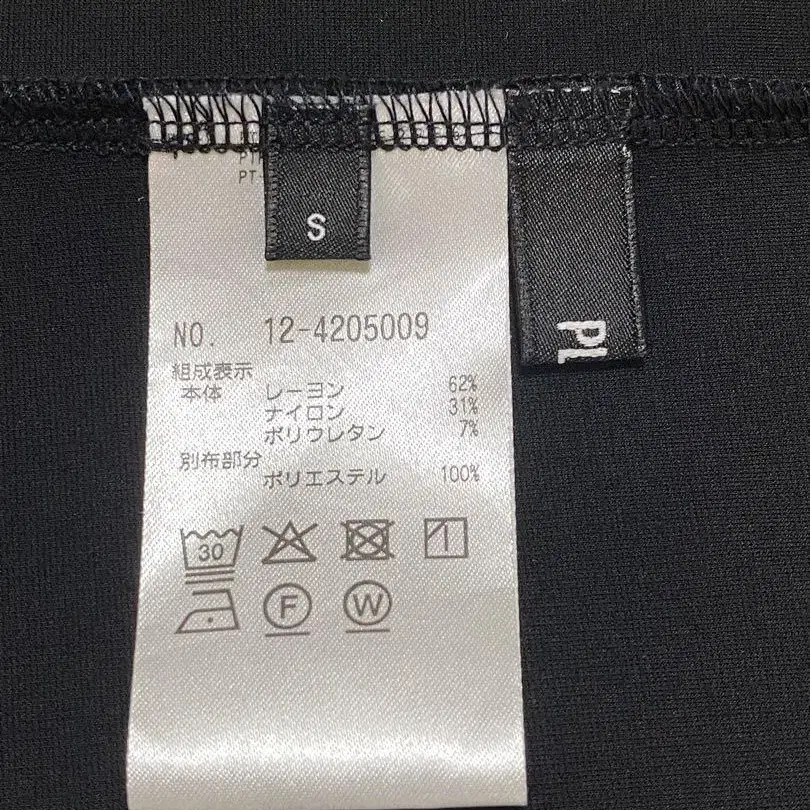 S
PL
NO. 12-4205009
組成表示
本体 レーヨン 62%
ナイロン 31%
ポリウレタン 7%
別布部分
ポリエステル 100%
30
F W